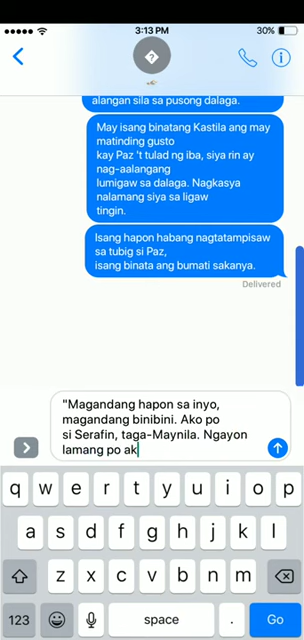 3:13 PM
30%
alangan sila sa pusong dalaga.
May isang binatang Kastila ang may
matinding gusto
kay Paz 't tulad ng iba, siya rin ay
nag-aalangang
lumigaw sa dalaga. Nagkasya
nalamang siya sa ligaw
tingin.
Isang hapon habang nagtatampisaw
sa tubig si Paz,
isang binata ang bumati sakanya.
Delivered
"Magandang hapon sa inyo,
magandang binibini. Ako po
si Serafin, taga-Maynila. Ngayon
lamang po ak
q w e r t y u i o p
a s d f g h j k l
z x c v b n m
123 space . Go